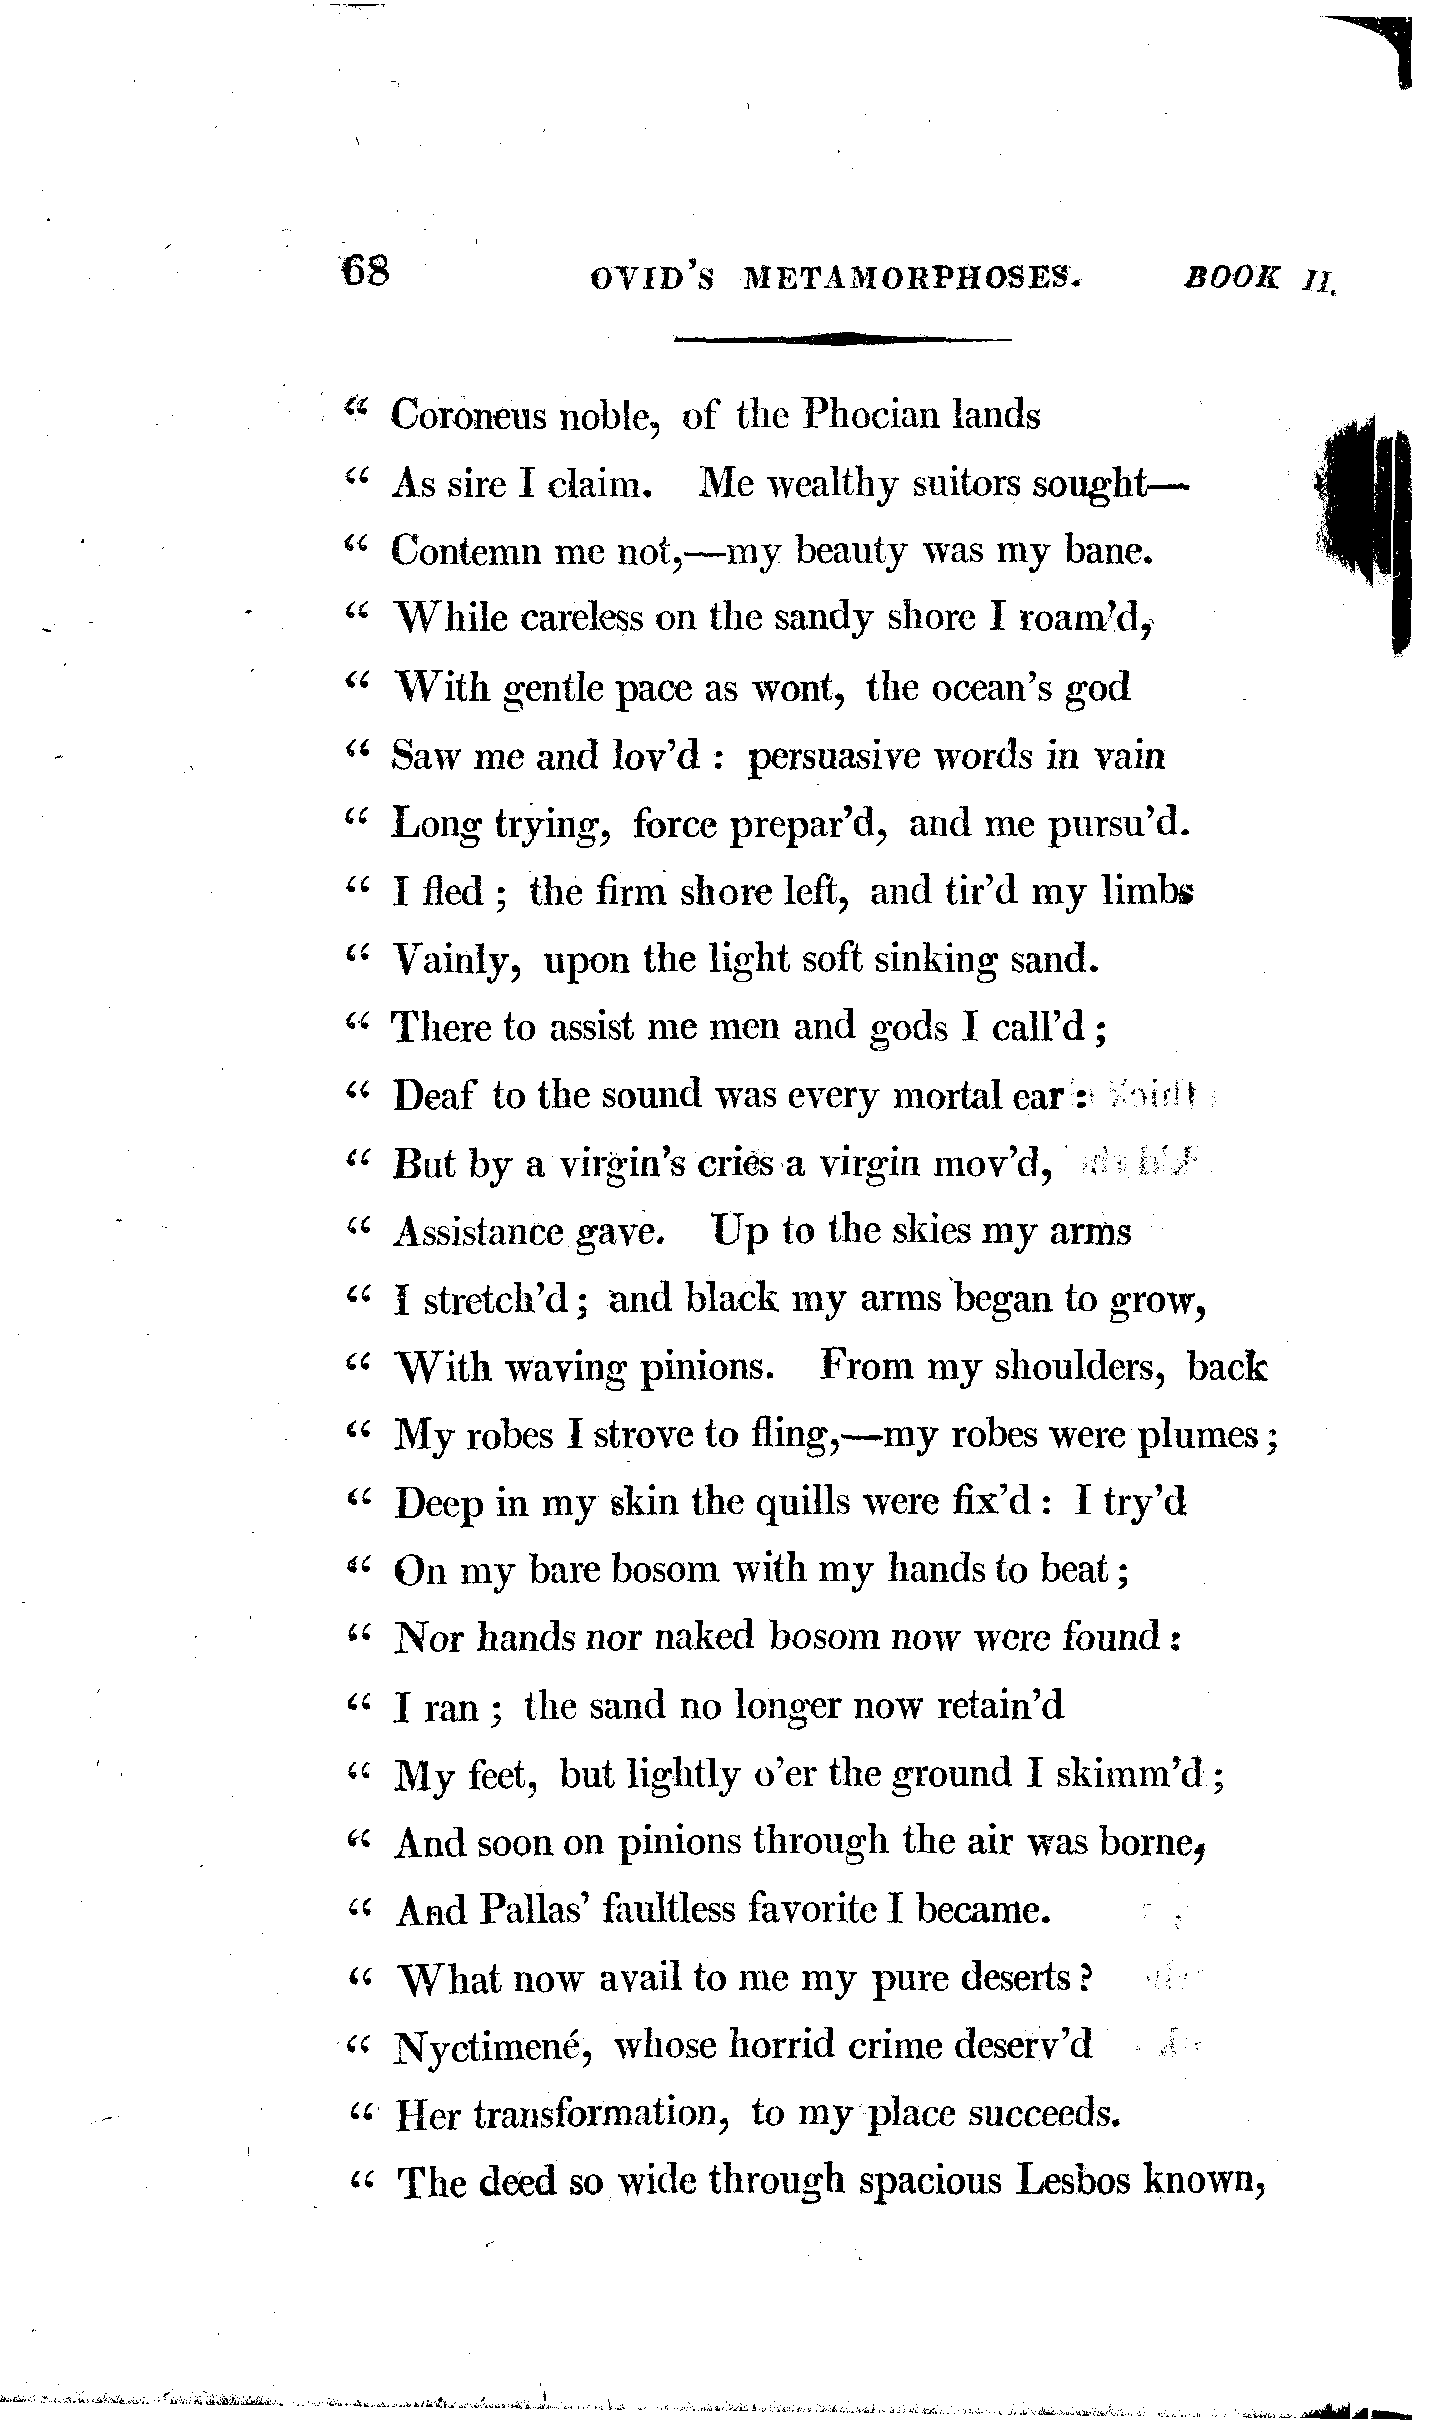 68 OVID'S METAMORPHOSES. BOOK II.
“ Coroneus noble, of the Phocian lands
“ As sire I claim. Me wealthy suitors sought—
“ Contemn me not,—my beauty was my bane.
“ While careless on the sandy shore I roam'd,
“ With gentle pace as wont, the ocean's god
“ Saw me and lov'd : persuasive words in vain
“ Long trying, force prepar'd, and me pursu'd.
“ I fled ; the firm shore left, and tir'd my limbs
“ Vainly, upon the light soft sinking sand.
“ There to assist me men and gods I call'd ;
“ Deaf to the sound was every mortal ear :
“ But by a virgin's cries a virgin mov'd,
“ Assistance gave. Up to the skies my arms
“ I stretch'd ; and black my arms began to grow,
“ With waving pinions. From my shoulders, back
“ My robes I strove to fling,—my robes were plumes ;
“ Deep in my skin the quills were fix'd : I try'd
“ On my bare bosom with my hands to beat ;
“ Nor hands nor naked bosom now were found :
“ I ran ; the sand no longer now retain'd
“ My feet, but lightly o'er the ground I skimm'd ;
“ And soon on pinions through the air was borne,
“ And Pallas' faultless favorite I became.
“ What now avail to me my pure deserts ?
“ Nyctimené, whose horrid crime deserv'd
“ Her transformation, to my place succeeds.
“ The deed so wide through spacious Lesbos known,